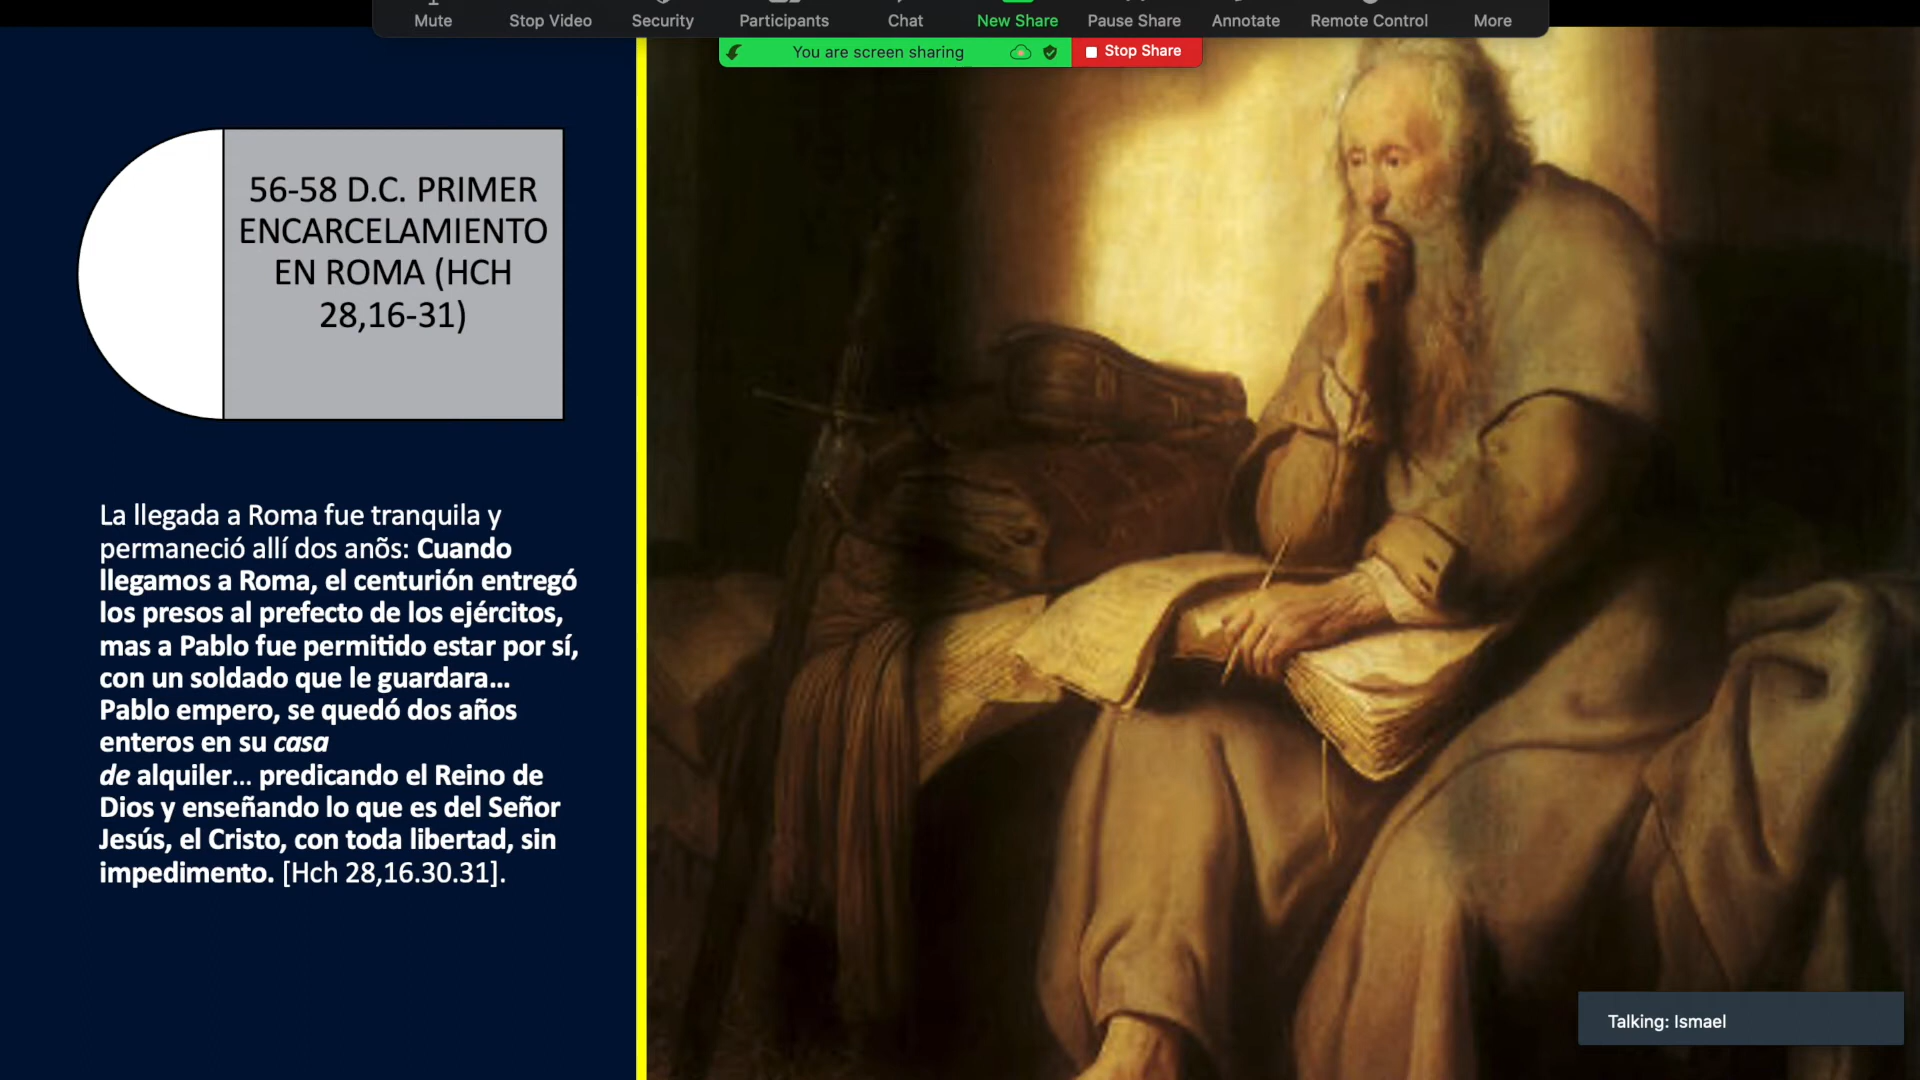 Mute Stop Video Security Participants Chat New Share Pause Share Annotate Remote Control More
You are screen sharing Stop Share
56-58 D.C. PRIMER
ENCARCELAMIENTO
EN ROMA (HCH
28,16-31)
La llegada a Roma fue tranquila y
permaneció allí dos anõs: Cuando
llegamos a Roma, el centurión entregó
los presos al prefecto de los ejércitos,
mas a Pablo fue permitido estar por sí,
con un soldado que le guardara...
Pablo empero, se quedó dos años
enteros en su casa
de alquiler... predicando el Reino de
Dios y enseñando lo que es del Señor
Jesús, el Cristo, con toda libertad, sin
impedimento. [Hch 28,16.30.31].
Talking: Ismael